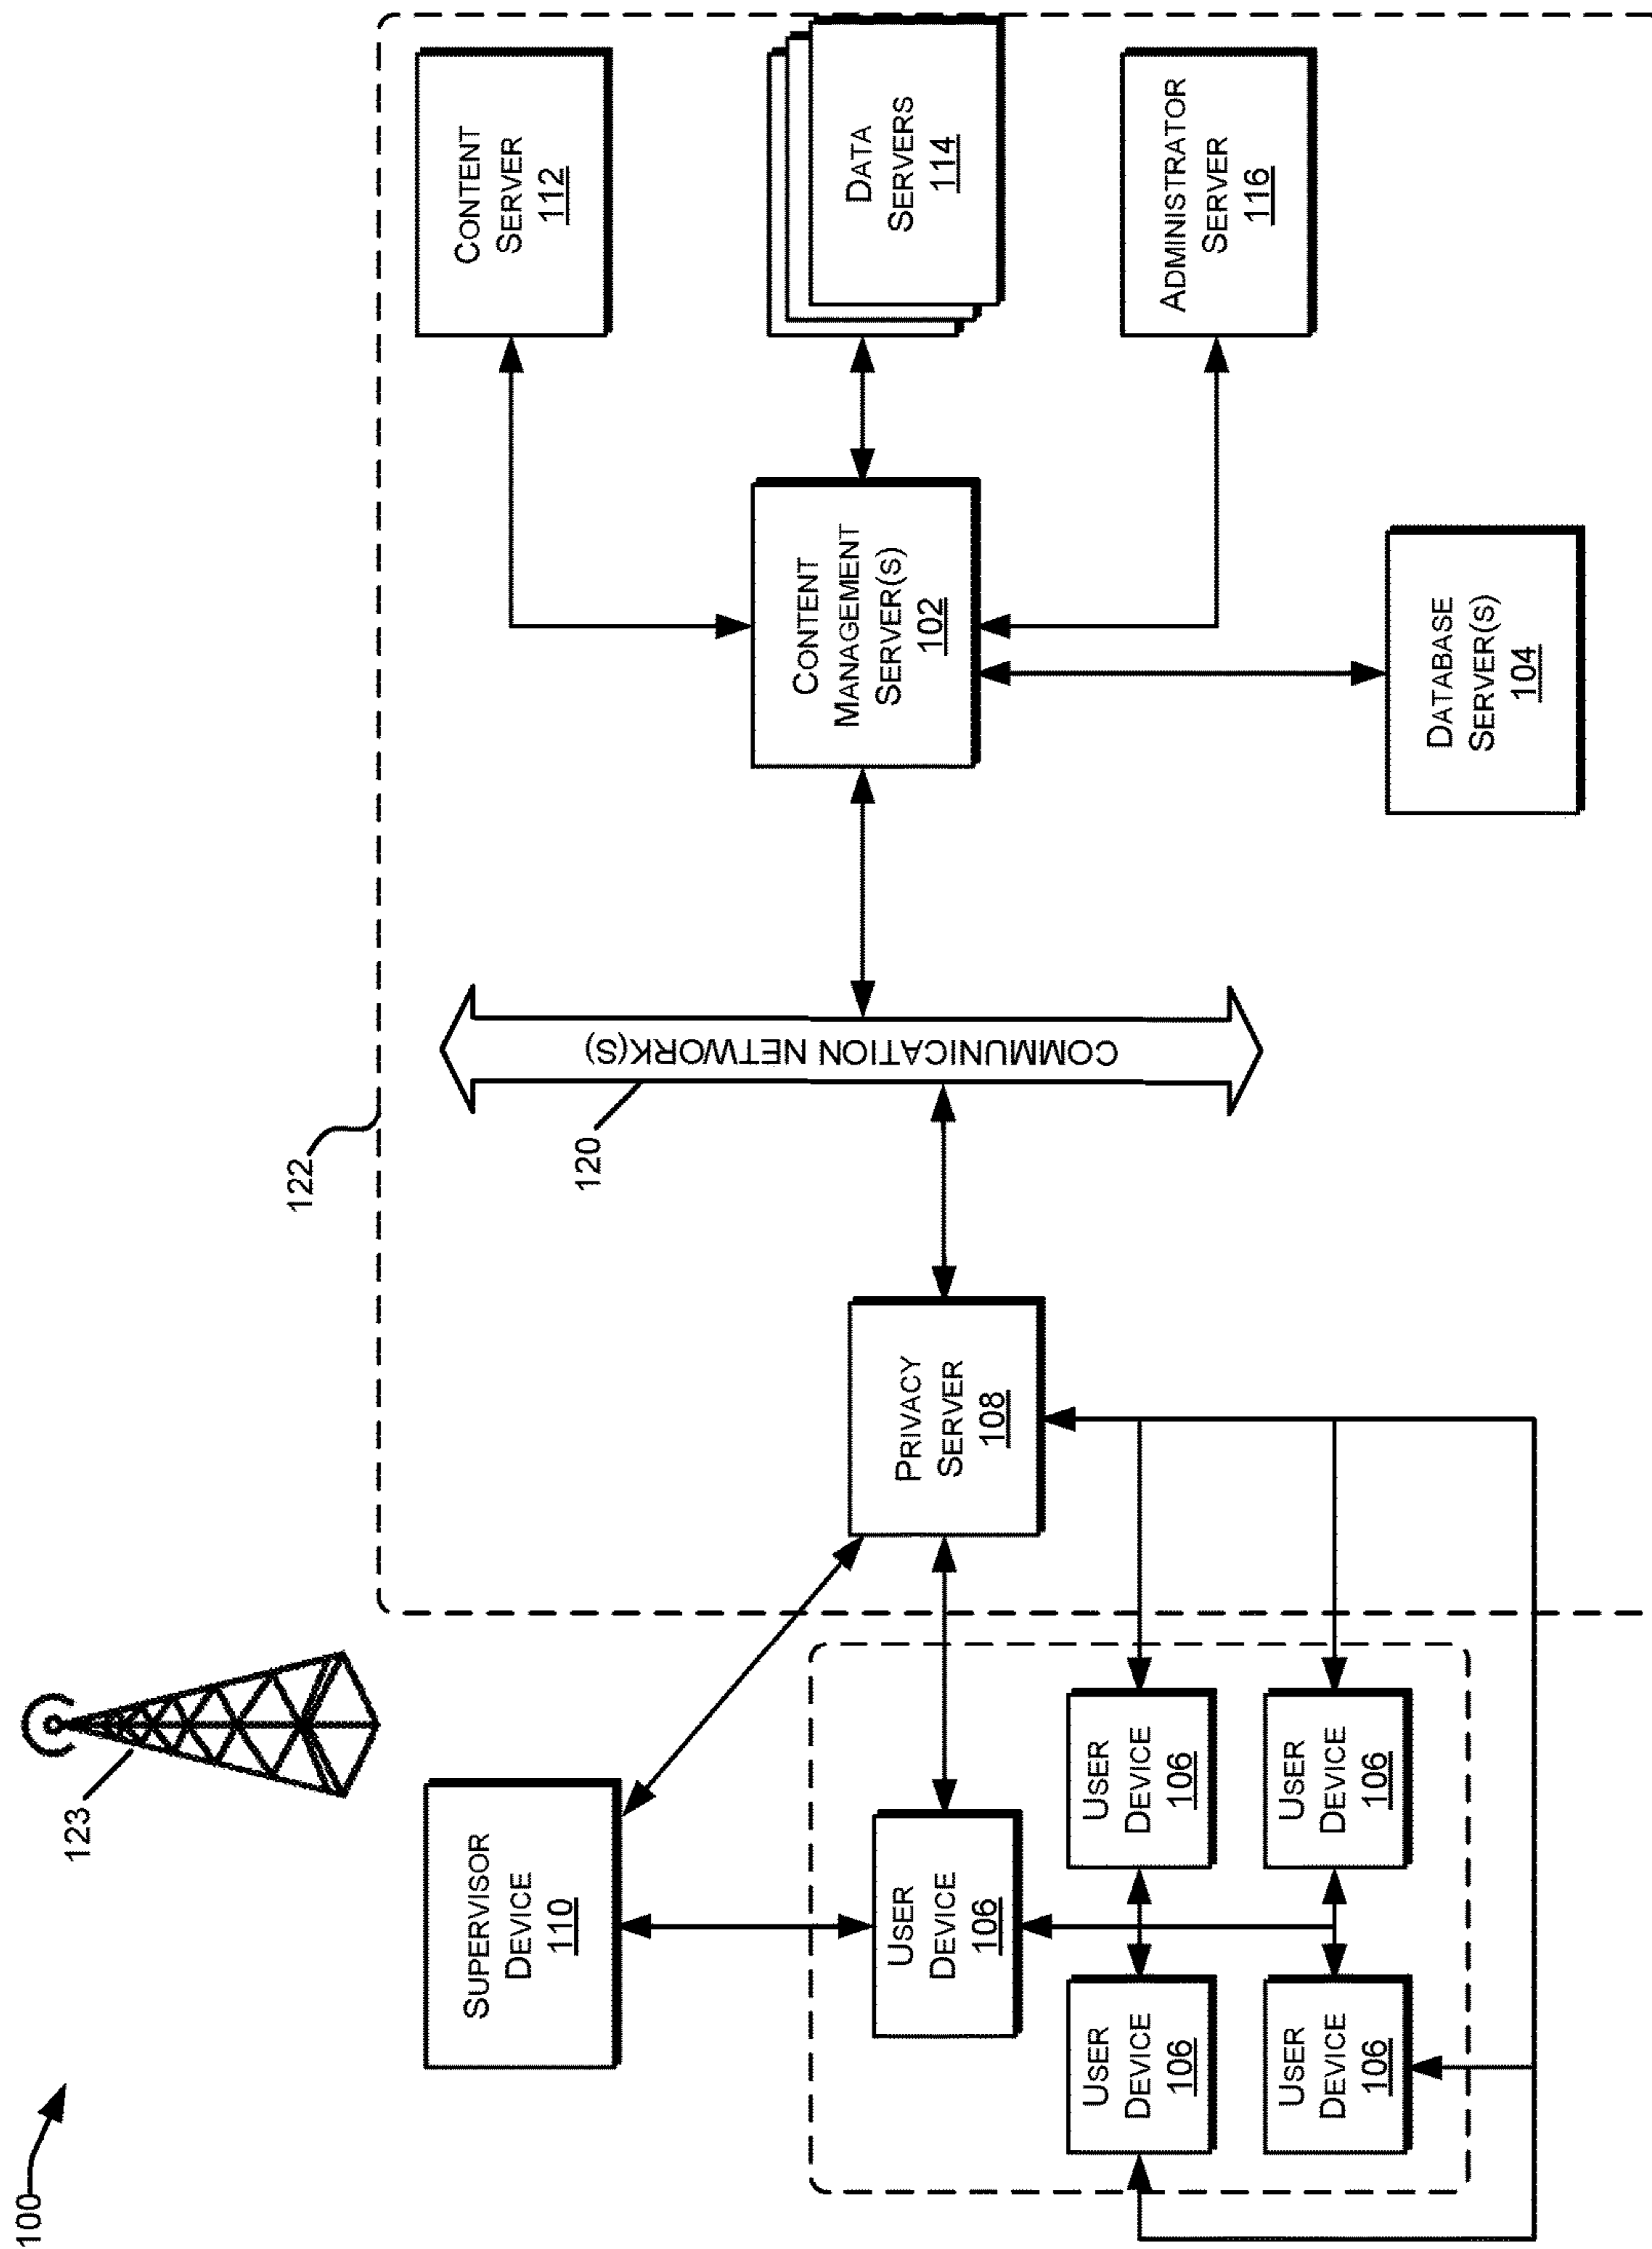 100
123
122
120
SUPERVISOR
DEVICE
110
USER
DEVICE
106
USER
DEVICE
106
USER
DEVICE
106
USER
DEVICE
106
USER
DEVICE
106
PRIVACY
SERVER
108
COMMUNICATION NETWORK(S)
CONTENT
MANAGEMENT
SERVER(S)
102
CONTENT
SERVER
112
DATA
SERVERS
114
ADMINISTRATOR
SERVER
116
DATABASE
SERVER(S)
104